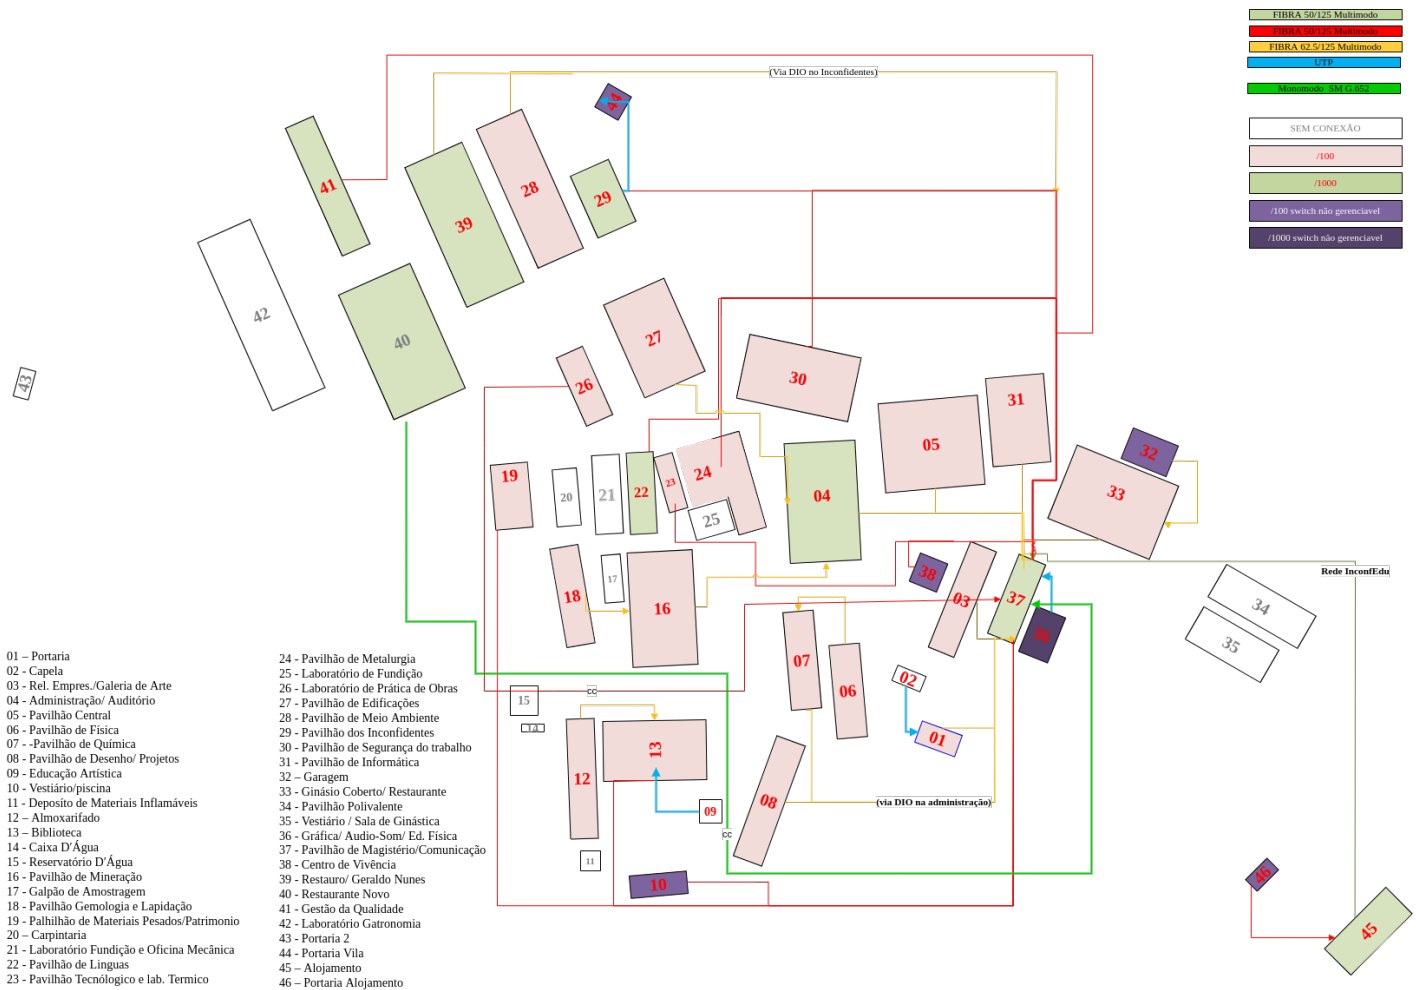 FIBRA 50/125 Multimodo
FIBRA 50/125 Multimodo
FIBRA 62.5/125 Multimodo
UTP
Monomodo SM G.652
SEM CONEXÃO
/100
/1000
/100 switch não gerenciavel
/1000 switch não gerenciavel
(Via DIO no Inconfidentes)
44
41
28
29
39
42
40
27
43
26
30
31
05
32
33
19
20
21
22
23
24
25
04
Rede InconfEdu
18
17
16
38
03
37
36
34
35
07
06
02
01
15
14
cc
13
12
09
08
(via DIO na administração)
cc
11
10
46
45
01 – Portaria
02 - Capela
03 - Rel. Empres./Galeria de Arte
04 - Administração/ Auditório
05 - Pavilhão Central
06 - Pavilhão de Física
07 - -Pavilhão de Química
08 - Pavilhão de Desenho/ Projetos
09 - Educação Artística
10 - Vestiário/piscina
11 - Deposito de Materiais Inflamáveis
12 – Almoxarifado
13 – Biblioteca
14 - Caixa D'Água
15 - Reservatório D'Água
16 - Pavilhão de Mineração
17 - Galpão de Amostragem
18 - Pavilhão Gemologia e Lapidação
19 - Palhilhão de Materiais Pesados/Patrimonio
20 – Carpintaria
21 - Laboratório Fundição e Oficina Mecânica
22 - Pavilhão de Linguas
23 - Pavilhão Tecnólogico e lab. Termico
24 - Pavilhão de Metalurgia
25 - Laboratório de Fundição
26 - Laboratório de Prática de Obras
27 - Pavilhão de Edificações
28 - Pavilhão de Meio Ambiente
29 - Pavilhão dos Inconfidentes
30 - Pavilhão de Segurança do trabalho
31 - Pavilhão de Informática
32 – Garagem
33 - Ginásio Coberto/ Restaurante
34 - Pavilhão Polivalente
35 - Vestiário / Sala de Ginástica
36 - Gráfica/ Audio-Som/ Ed. Física
37 - Pavilhão de Magistério/Comunicação
38 - Centro de Vivência
39 - Restauro/ Geraldo Nunes
40 - Restaurante Novo
41 - Gestão da Qualidade
42 - Laboratório Gatronomia
43 - Portaria 2
44 - Portaria Vila
45 – Alojamento
46 – Portaria Alojamento